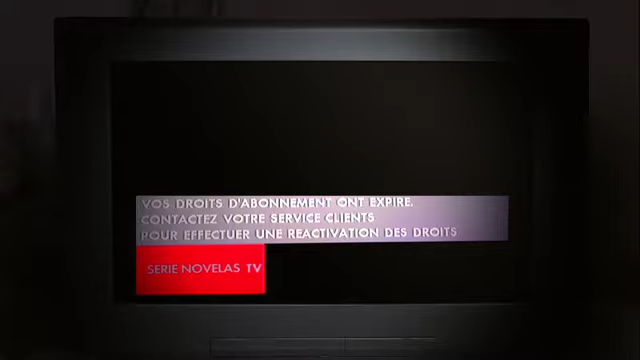 VOS DROITS D'ABONNEMENT ONT EXPIRE.
CONTACTEZ VOTRE SERVICE CLIENTS
POUR EFFECTUER UNE REACTIVATION DES DROITS
SERIE NOVELAS TV